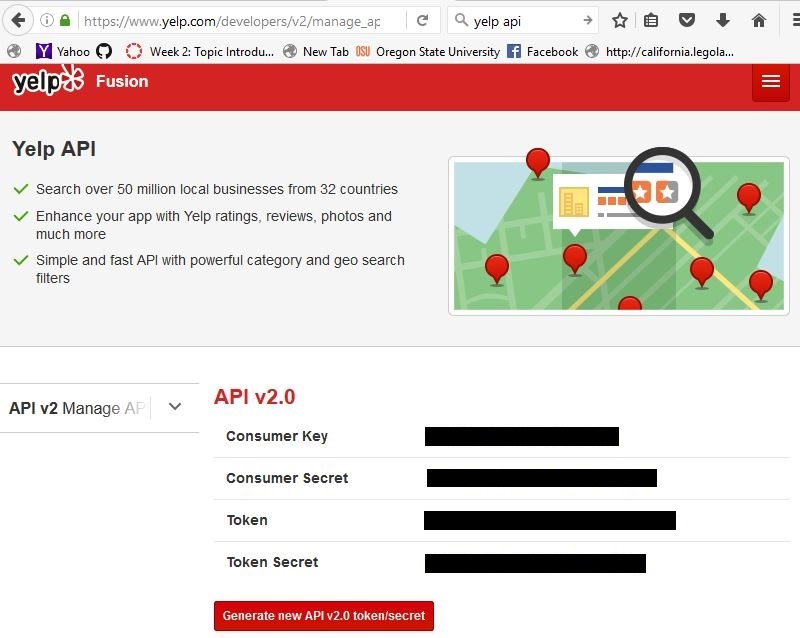 https://www.yelp.com/developers/v2/manage_ap
yelp api
Yahoo
Week 2: Topic Introdu...
New Tab
OSU Oregon State University
Facebook
http://california.legola...
yelp Fusion
Yelp API
Search over 50 million local businesses from 32 countries
Enhance your app with Yelp ratings, reviews, photos and
much more
Simple and fast API with powerful category and geo search
filters
API v2 Manage AP
API v2.0
Consumer Key
Consumer Secret
Token
Token Secret
Generate new API v2.0 token/secret